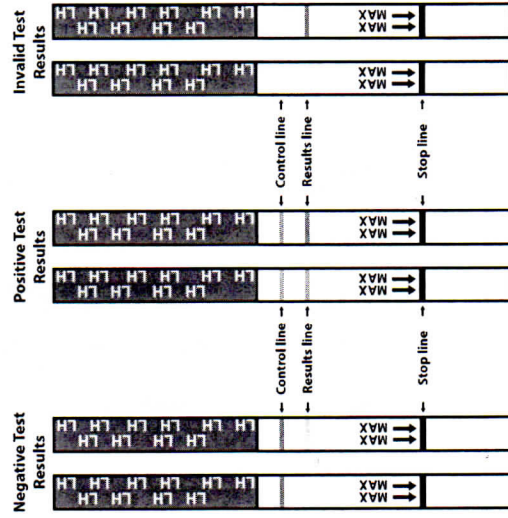 Negative Test
Results
LH LH LH LH LH LH
LH LH LH LH
MAX
MAX
LH LH LH LH LH LH
LH LH LH LH
MAX
MAX
Control line
Results line
Stop line
Positive Test
Results
LH LH LH LH LH LH
LH LH LH LH
MAX
MAX
LH LH LH LH LH LH
LH LH LH LH
MAX
MAX
Control line
Results line
Stop line
Invalid Test
Results
LH LH LH LH LH LH
LH LH LH LH
MAX
MAX
LH LH LH LH LH LH
LH LH LH LH
MAX
MAX